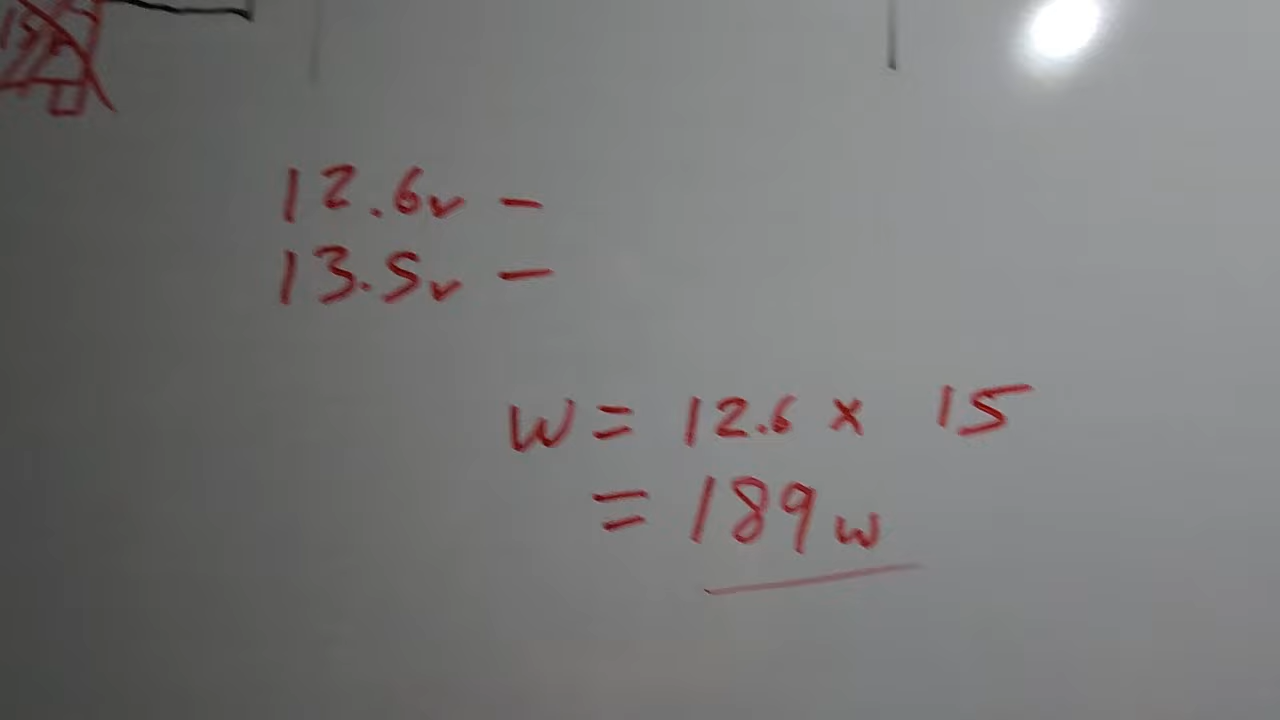 12.6v -
13.5v -
W = 12.6 x 15
= 189w